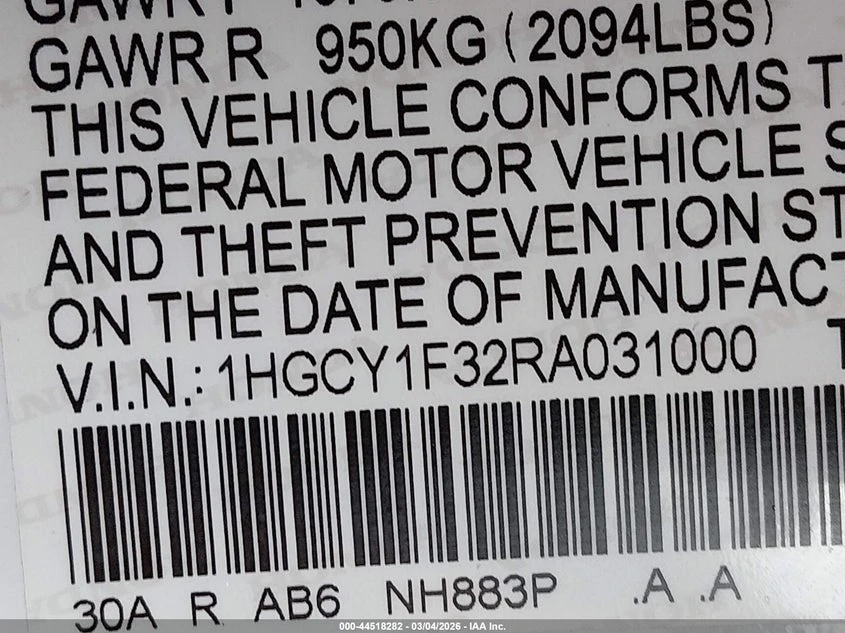 GAWR R 950KG (2094LBS)
THIS VEHICLE CONFORMS T
FEDERAL MOTOR VEHICLE S
AND THEFT PREVENTION ST
ON THE DATE OF MANUFACT
V.I.N.: 1HGCY1F32RA031000 T
30A R AB6 NH883P .A .A
000-44518282 - 03/04/2026 - IAA Inc.